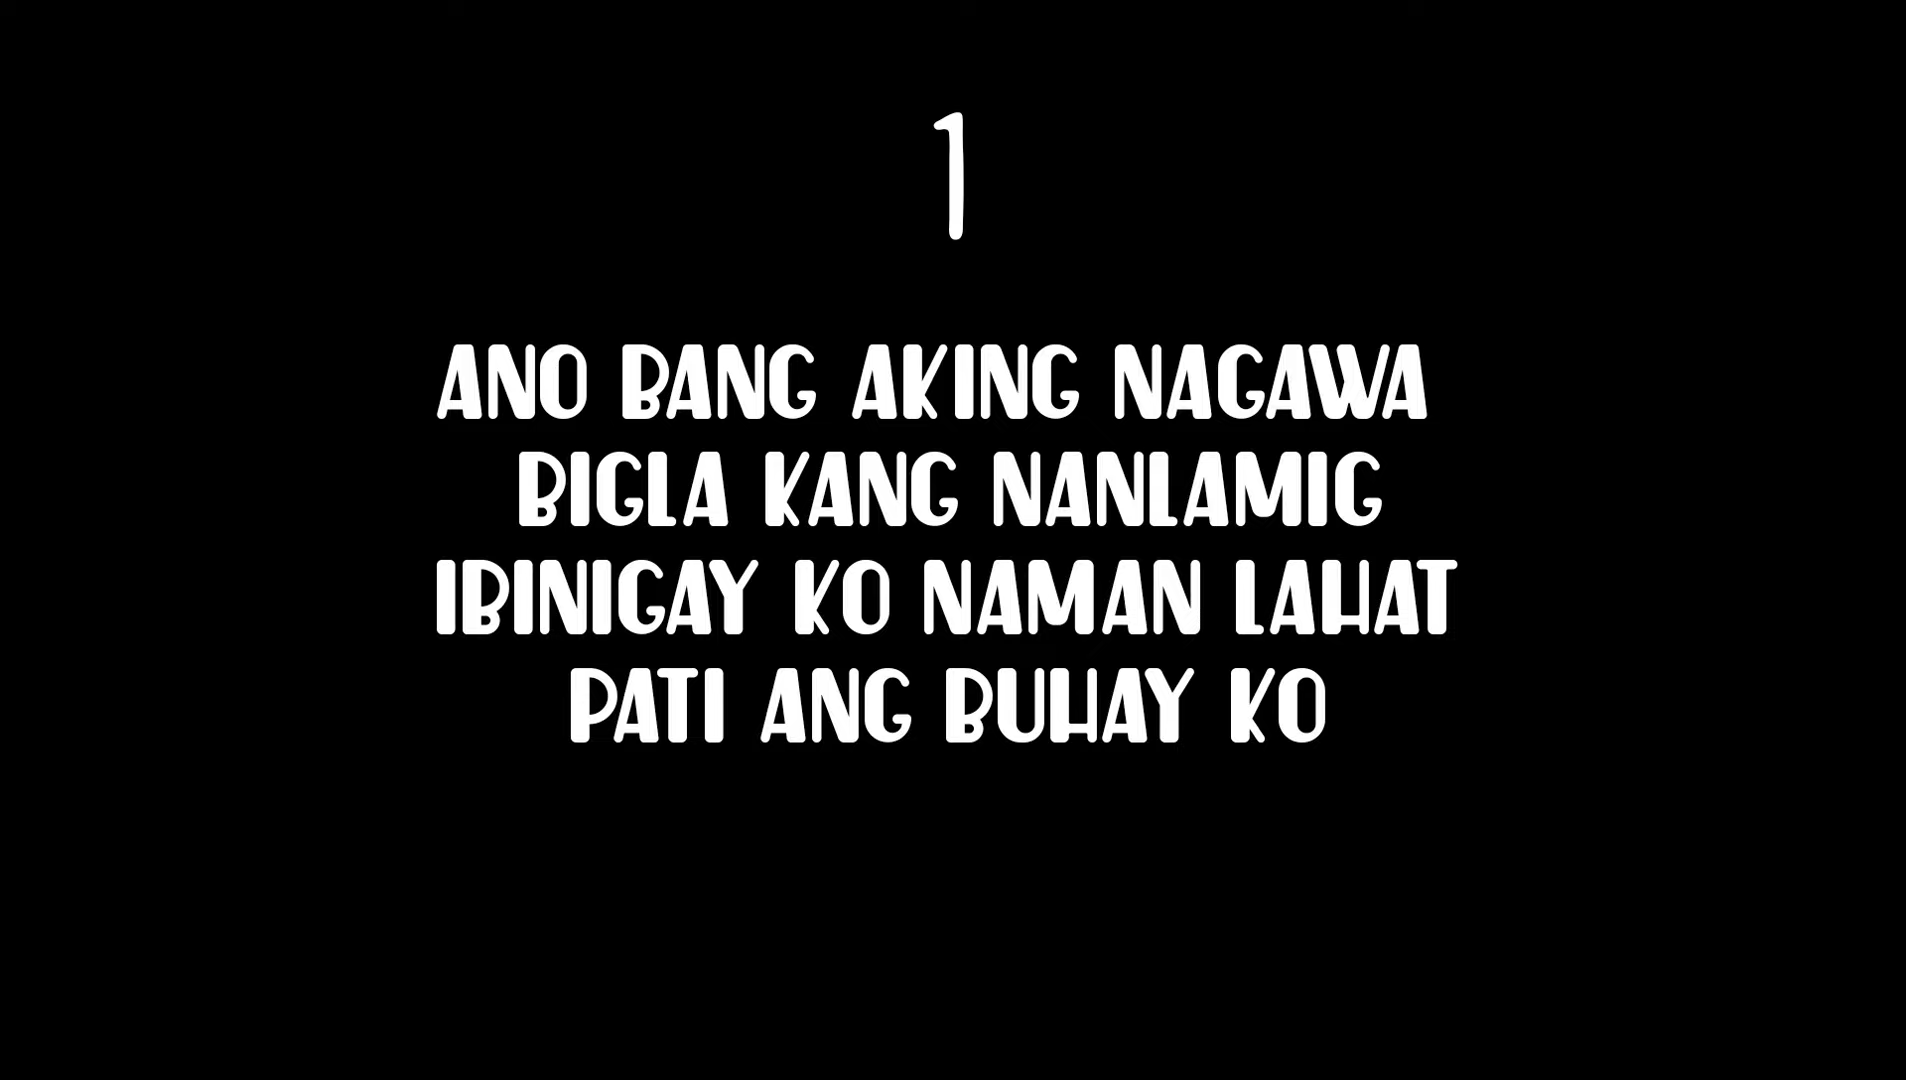 1
ANO BANG AKING NAGAWA
BIGLA KANG NANLAMIG
IBINIGAY KO NAMAN LAHAT
PATI ANG BUHAY KO